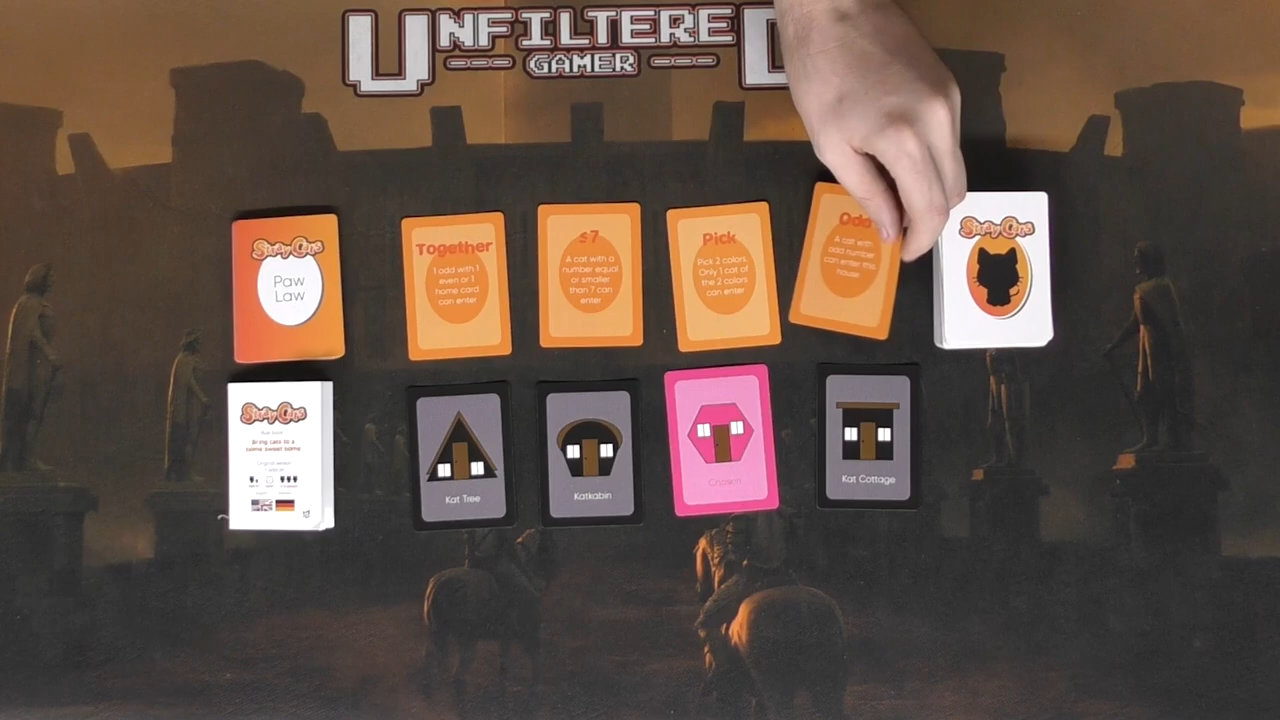 UNFILTERED
GAMER
Stray Cats
Paw
Law
Together
1 odd with 1
even or 1
home card
can enter
≤7
A cat with a
number equal
or smaller
than 7 can
enter
Pick
Pick 2 colors.
Only 1 cat of
the 2 colors
can enter
Odd
A cat with
odd number
can enter this
house
Stray Cats
Stray Cats
Rule book
Bring cats to a
home sweet home
Kat Tree
Katkabin
Kat Cottage